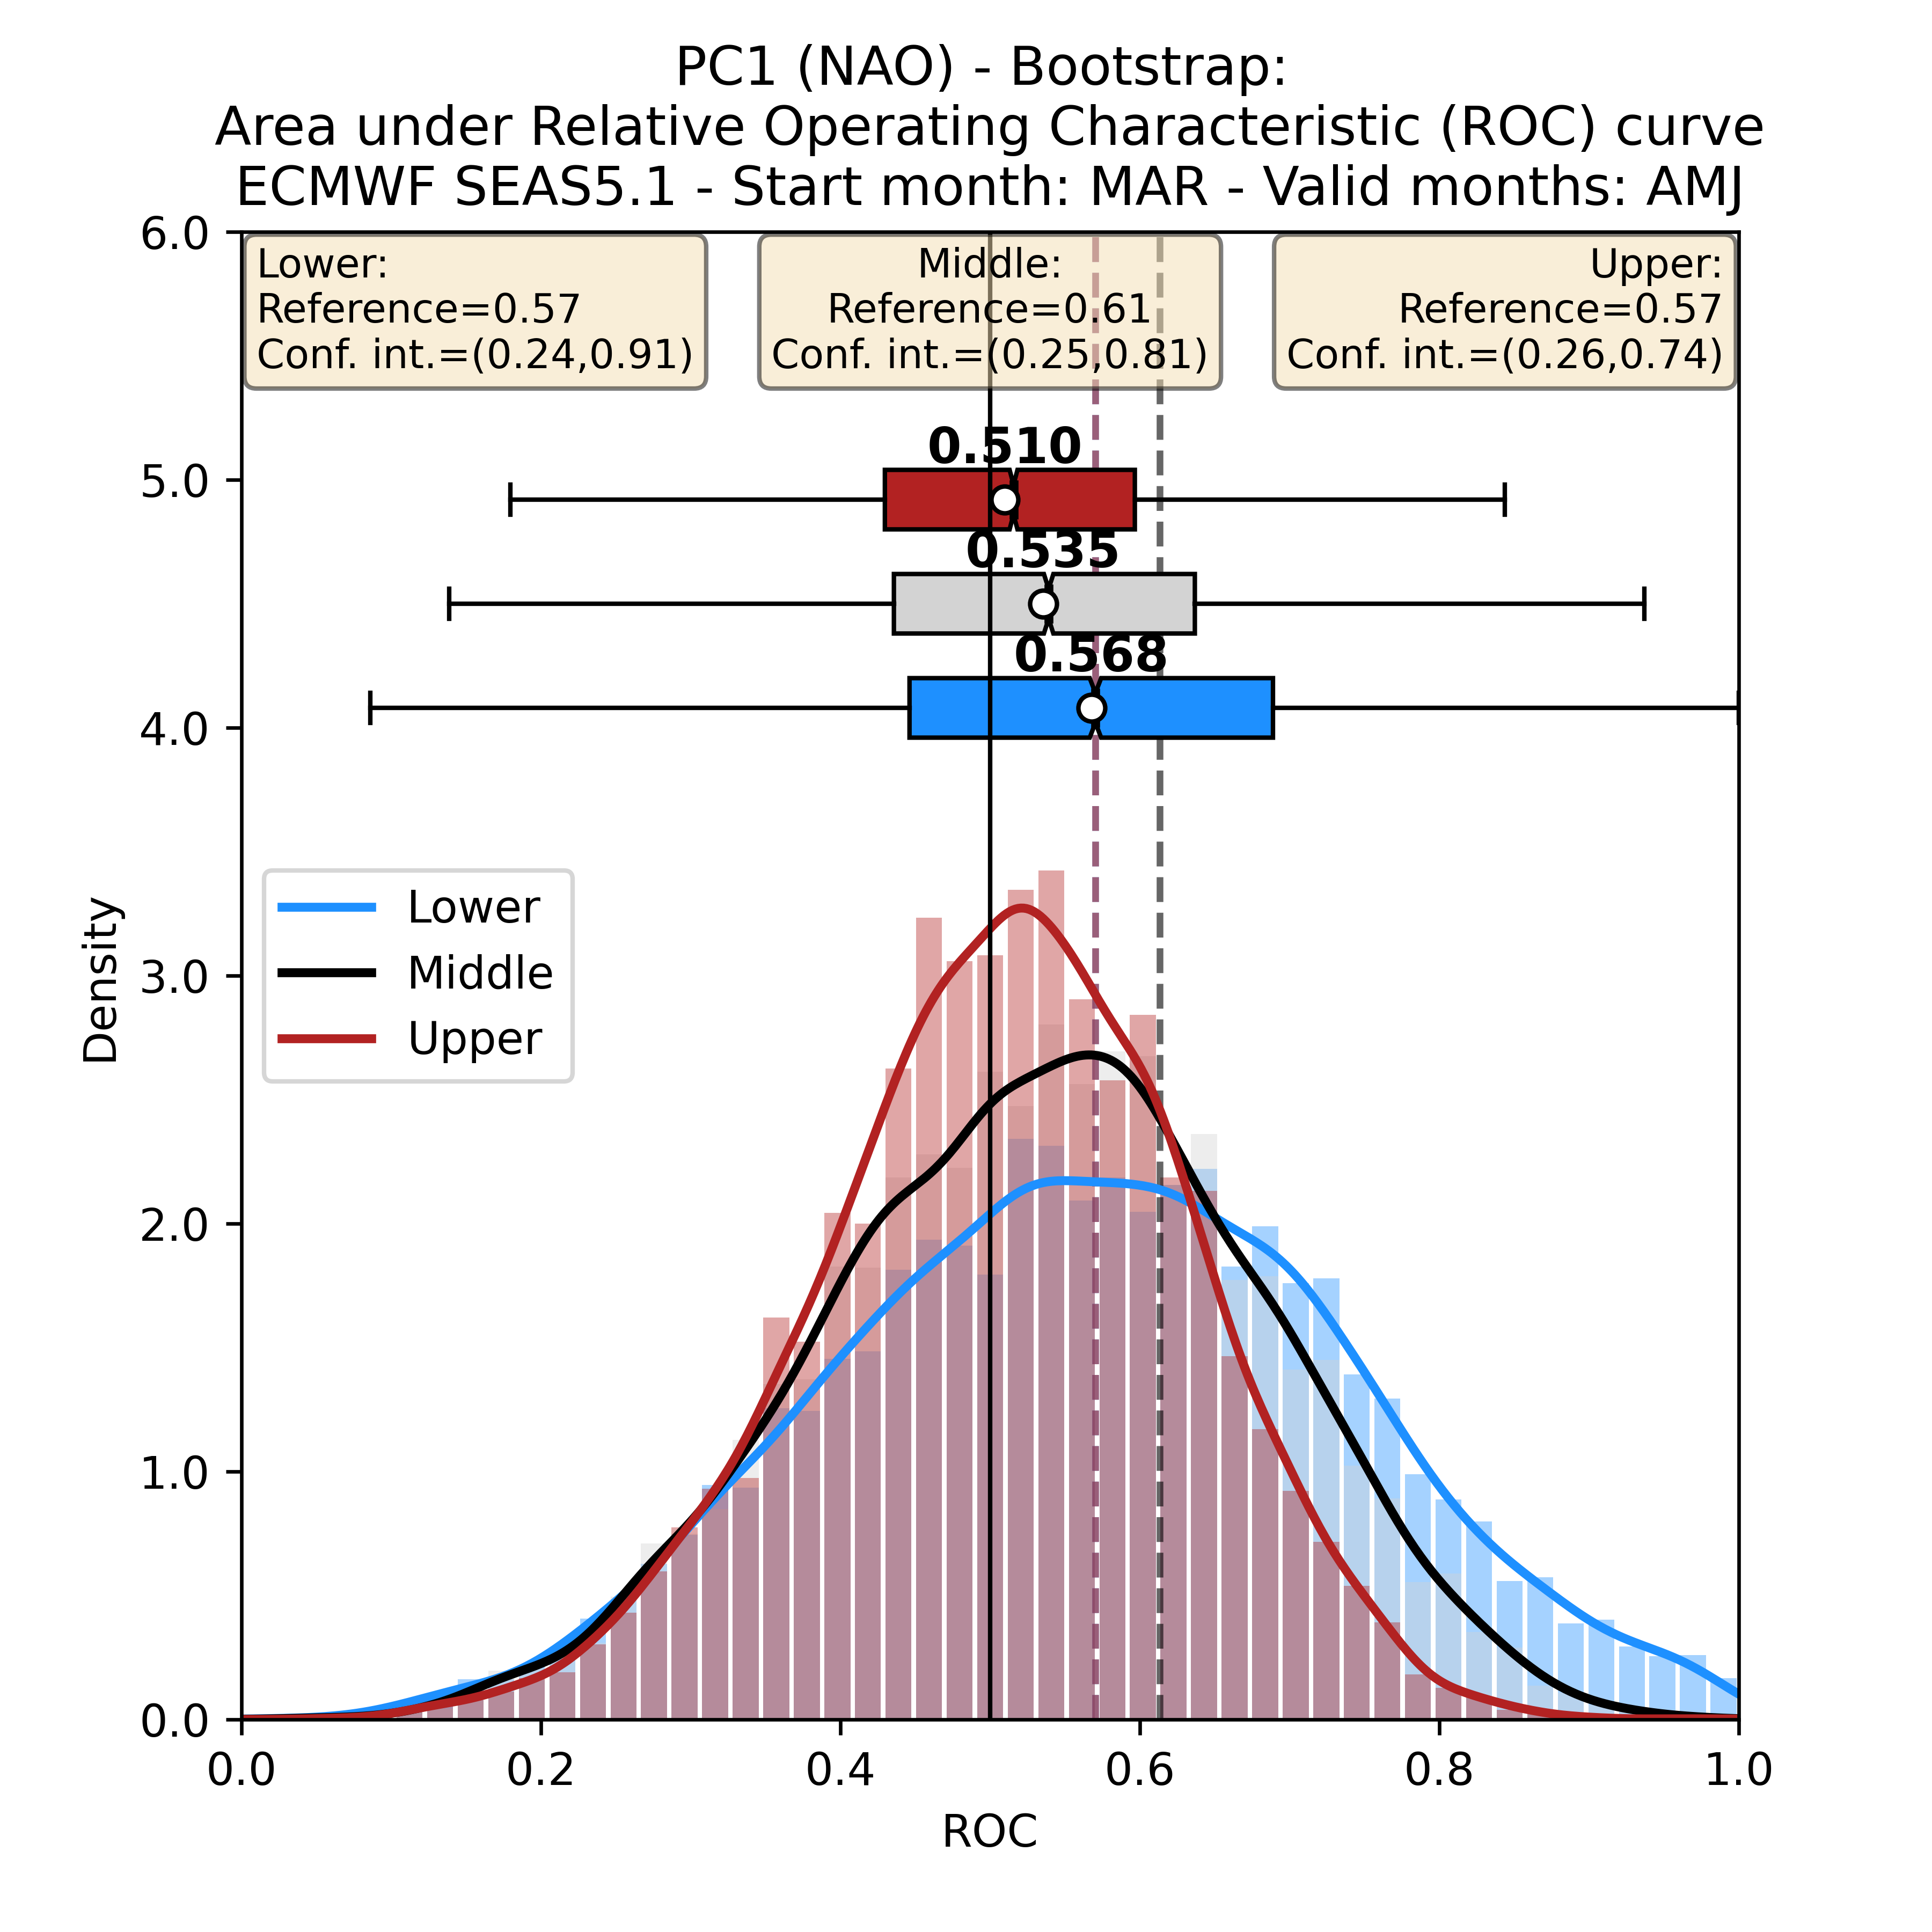 PC1 (NAO) - Bootstrap:
Area under Relative Operating Characteristic (ROC) curve
ECMWF SEAS5.1 - Start month: MAR - Valid months: AMJ
6.0
Lower:
Reference=0.57
Conf. int.=(0.24,0.91)
Middle:
Reference=0.61
Conf. int.=(0.25,0.81)
Upper:
Reference=0.57
Conf. int.=(0.26,0.74)
0.510
5.0
0.535
0.568
4.0
Lower
Middle
Upper
Density
3.0
2.0
1.0
0.0
0.0 0.2 0.4 0.6 0.8 1.0
ROC